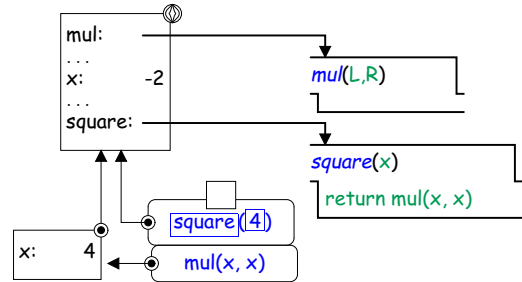 mul:
...
x: -2
...
square:
mul(L,R)
square(x)
return mul(x, x)
square(4)
mul(x, x)
x: 4